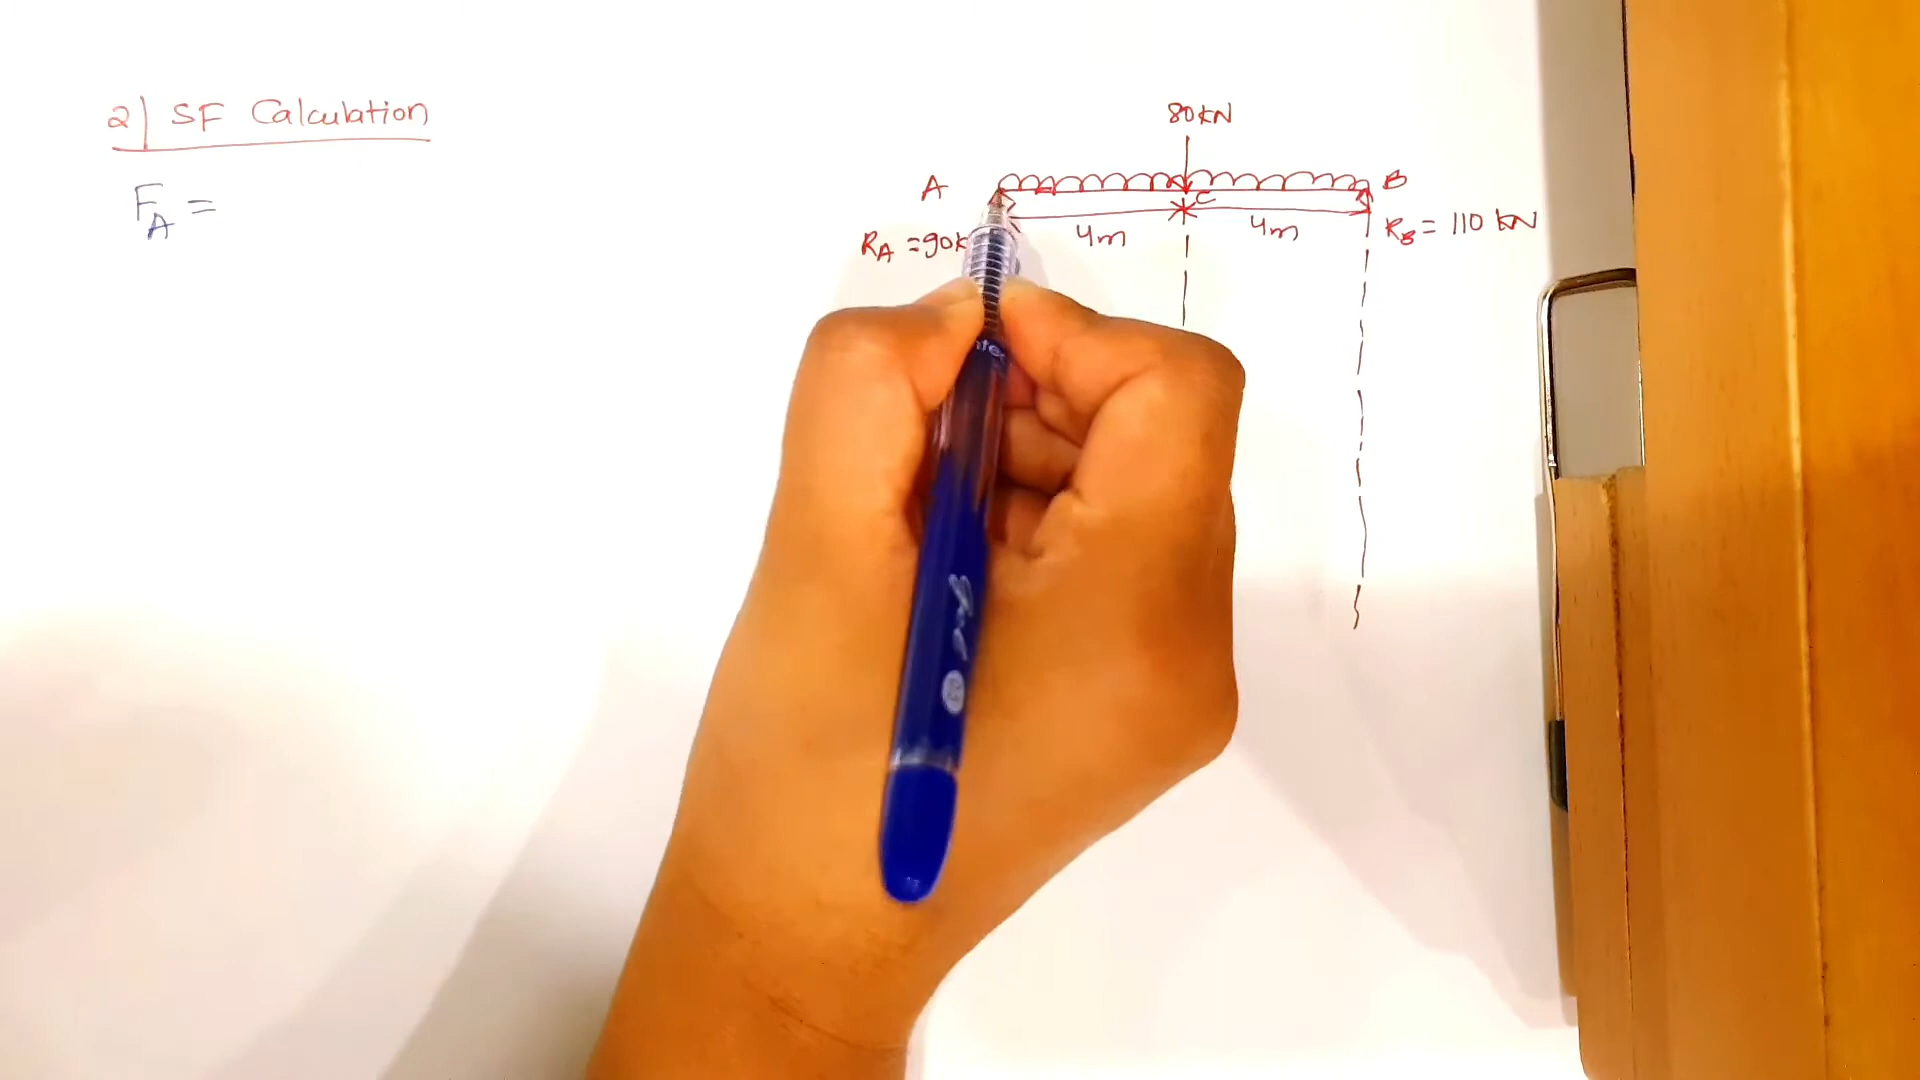 2| SF Calculation
F_A =
80kN
A
B
C
4m
4m
R_A = 90k
R_B = 110 kN